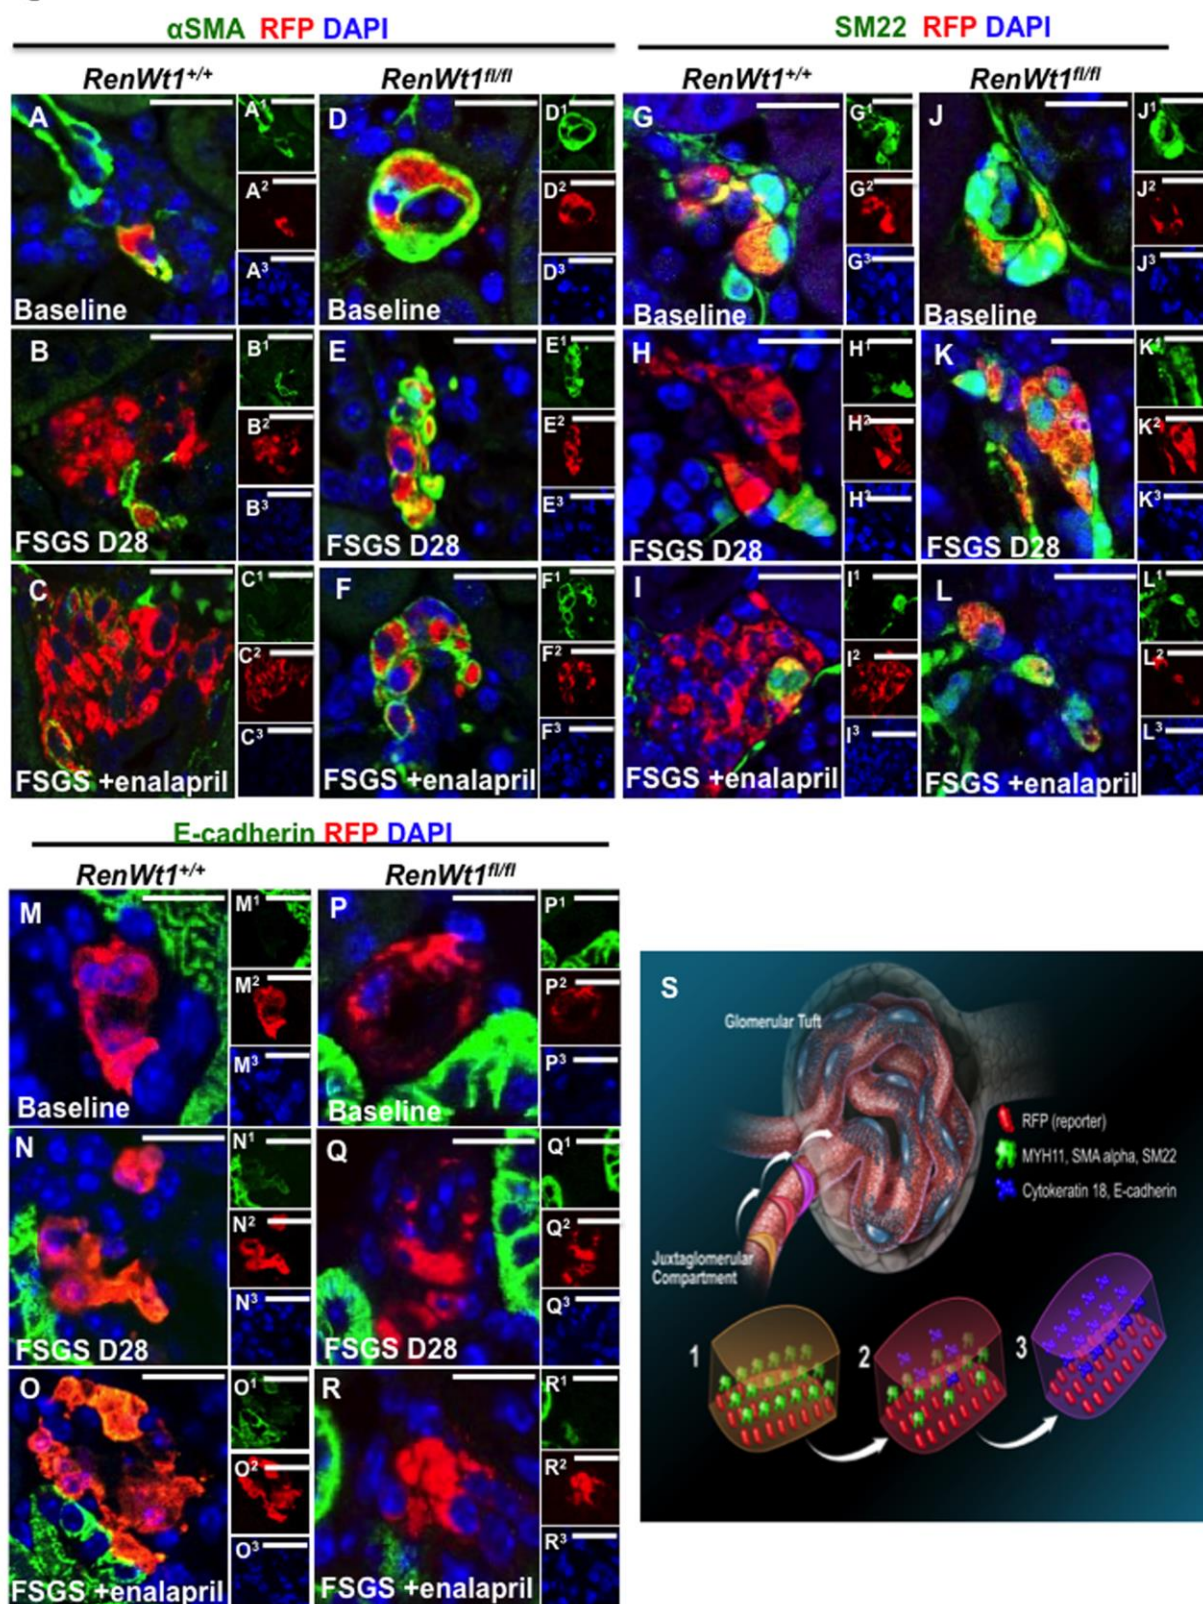 αSMA RFP DAPI
SM22 RFP DAPI
RenWt1+/+
RenWt1fl/fl
RenWt1+/+
RenWt1fl/fl
A
A1
A2
A3
Baseline
D
D1
D2
D3
Baseline
G
G1
G2
G3
Baseline
J
J1
J2
J3
Baseline
B
B1
B2
B3
FSGS D28
E
E1
E2
E3
FSGS D28
H
H1
H2
H3
FSGS D28
K
K1
K2
K3
FSGS D28
C
C1
C2
C3
FSGS +enalapril
F
F1
F2
F3
FSGS +enalapril
I
I1
I2
I3
FSGS +enalapril
L
L1
L2
L3
FSGS +enalapril
E-cadherin RFP DAPI
RenWt1+/+
RenWt1fl/fl
M
M1
M2
M3
Baseline
P
P1
P2
P3
Baseline
N
N1
N2
N3
FSGS D28
Q
Q1
Q2
Q3
FSGS D28
O
O1
O2
O3
FSGS +enalapril
R
R1
R2
R3
FSGS +enalapril
S
Glomerular Tuft
RFP (reporter)
MYH11, SMA alpha, SM22
Cytokeratin 18, E-cadherin
Juxtaglomerular
Compartment
1
2
3